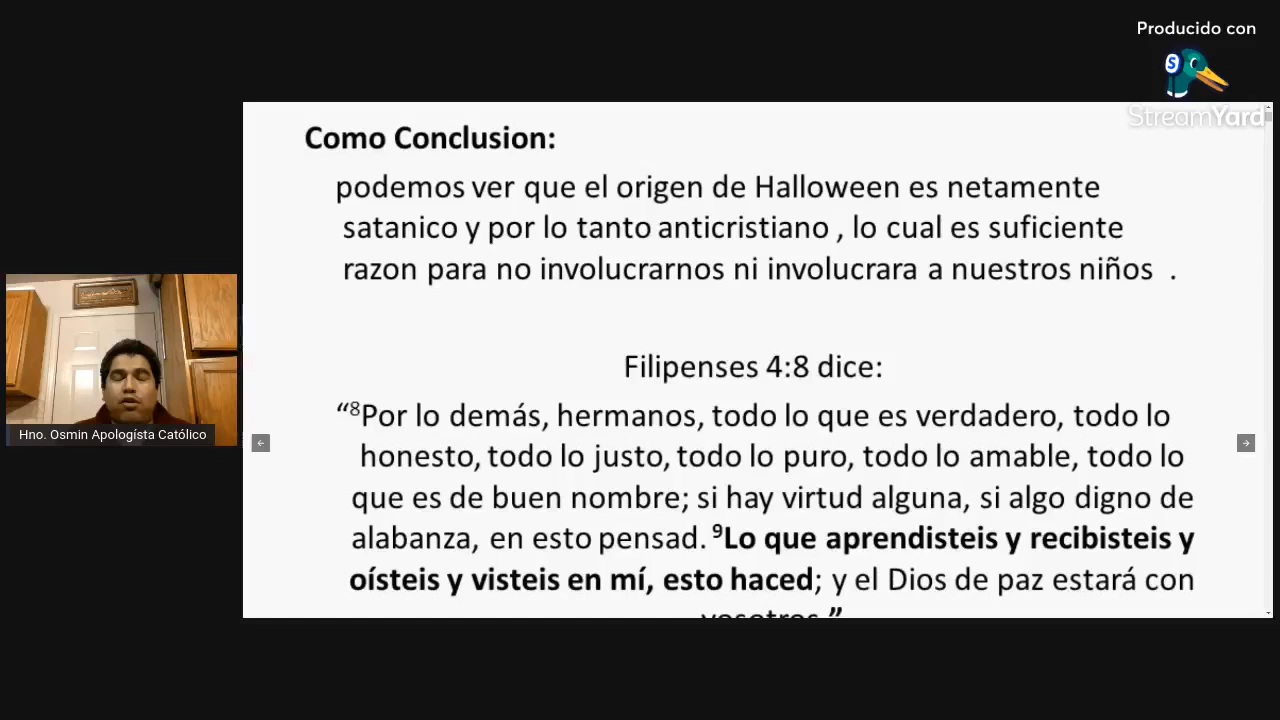 Producido con
S
StreamYard
Como Conclusion:
podemos ver que el origen de Halloween es netamente
satanico y por lo tanto anticristiano , lo cual es suficiente
razon para no involucrarnos ni involucrara a nuestros niños .
Filipenses 4:8 dice:
“⁸Por lo demás, hermanos, todo lo que es verdadero, todo lo
honesto, todo lo justo, todo lo puro, todo lo amable, todo lo
que es de buen nombre; si hay virtud alguna, si algo digno de
alabanza, en esto pensad. ⁹Lo que aprendisteis y recibisteis y
oísteis y visteis en mí, esto haced; y el Dios de paz estará con
vosotros.”
Hno. Osmin Apologísta Católico